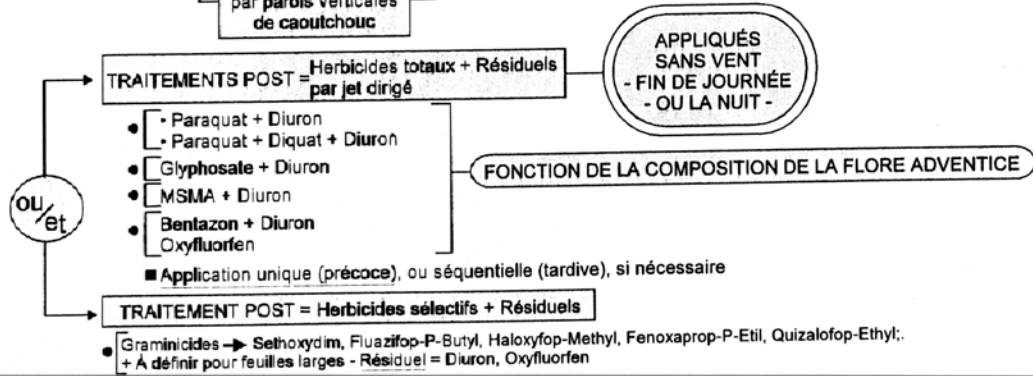 par parois verticales
de caoutchouc
TRAITEMENTS POST = Herbicides totaux + Résiduels
par jet dirigé
APPLIQUÉS
SANS VENT
- FIN DE JOURNÉE
- OU LA NUIT -
• Paraquat + Diuron
• Paraquat + Diquat + Diuron
Glyphosate + Diuron
MSMA + Diuron
Bentazon + Diuron
Oxyfluorfen
FONCTION DE LA COMPOSITION DE LA FLORE ADVENTICE
OU/et
■ Application unique (précoce), ou séquentielle (tardive), si nécessaire
TRAITEMENT POST = Herbicides sélectifs + Résiduels
Graminicides → Sethoxydim, Fluazifop-P-Butyl, Haloxyfop-Methyl, Fenoxaprop-P-Etil, Quizalofop-Ethyl;.
+ À définir pour feuilles larges - Résiduel = Diuron, Oxyfluorfen